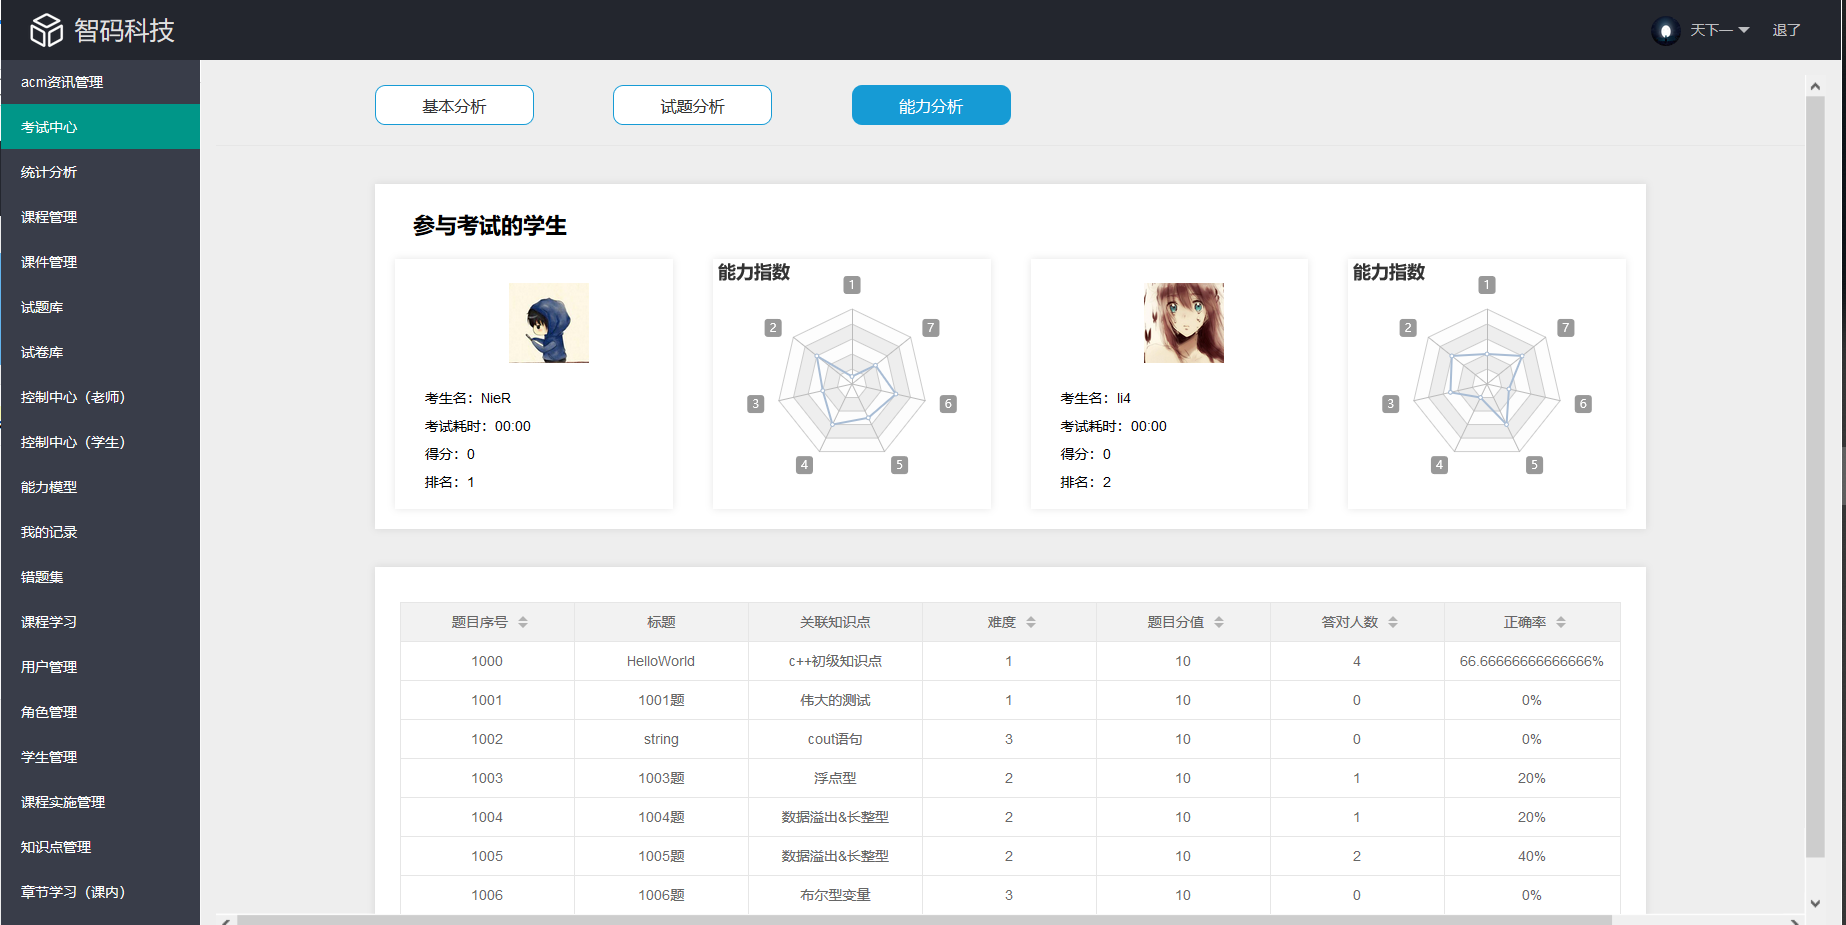 智码科技
天下一
退了
acm资讯管理
考试中心
统计分析
课程管理
课件管理
试题库
试卷库
控制中心（老师）
控制中心（学生）
能力模型
我的记录
错题集
课程学习
用户管理
角色管理
学生管理
课程实施管理
知识点管理
章节学习（课内）
基本分析
试题分析
能力分析
参与考试的学生
考生名：NieR
考试耗时：00:00
得分：0
排名：1
能力指数
1
2
7
3
6
4
5
考生名：li4
考试耗时：00:00
得分：0
排名：2
能力指数
1
2
7
3
6
4
5
题目序号 标题 关联知识点 难度 题目分值 答对人数 正确率
1000 HelloWorld c++初级知识点 1 10 4 66.66666666666666%
1001 1001题 伟大的测试 1 10 0 0%
1002 string cout语句 3 10 0 0%
1003 1003题 浮点型 2 10 1 20%
1004 1004题 数据溢出&长整型 2 10 1 20%
1005 1005题 数据溢出&长整型 2 10 2 40%
1006 1006题 布尔型变量 3 10 0 0%